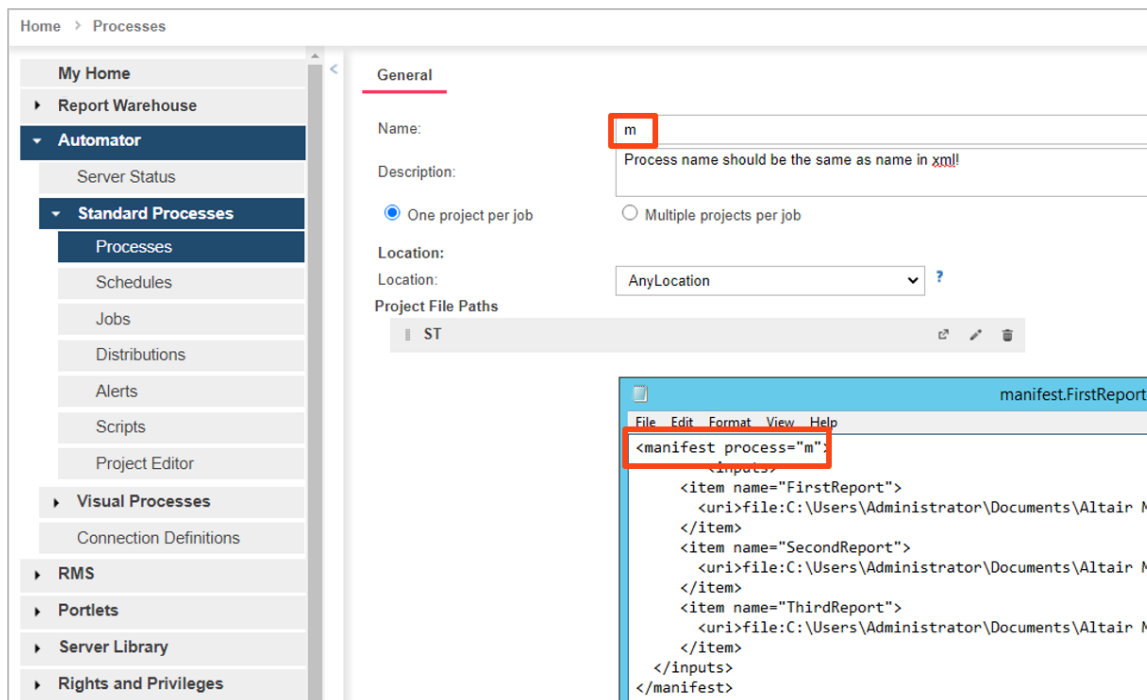 Home > Processes
My Home
Report Warehouse
Automator
Server Status
Standard Processes
Processes
Schedules
Jobs
Distributions
Alerts
Scripts
Project Editor
Visual Processes
Connection Definitions
RMS
Portlets
Server Library
Rights and Privileges
General
Name:
m
Description:
Process name should be the same as name in xml!
One project per job
Multiple projects per job
Location:
Location:
AnyLocation
?
Project File Paths
ST
manifest.FirstReport
File Edit Format View Help
<manifest process="m">
<inputs>
<item name="FirstReport">
<uri>file:C:\Users\Administrator\Documents\Altair M
</item>
<item name="SecondReport">
<uri>file:C:\Users\Administrator\Documents\Altair M
</item>
<item name="ThirdReport">
<uri>file:C:\Users\Administrator\Documents\Altair M
</item>
</inputs>
</manifest>